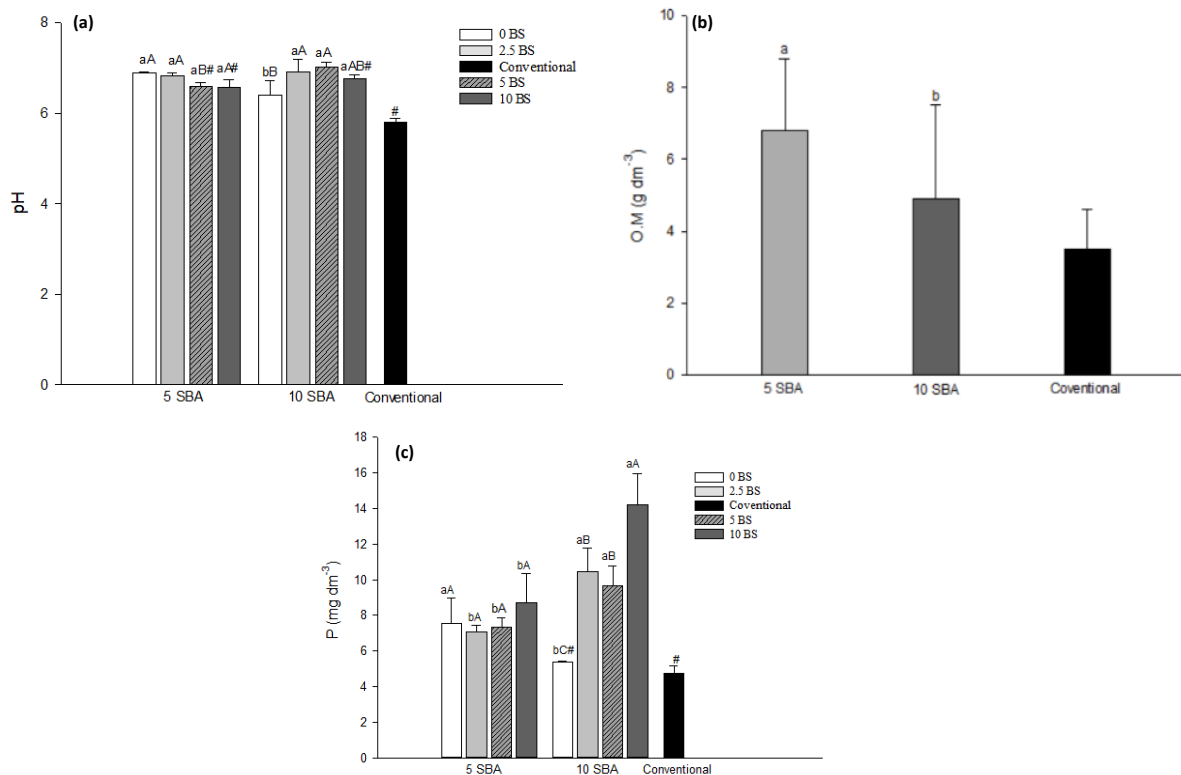 (a)
8
6
4
2
0
pH
aA
aA
aB#
aA#
bB
aA
aA
aAB#
#
5 SBA
10 SBA
Conventional
0 BS
2.5 BS
Conventional
5 BS
10 BS
(b)
10
8
6
4
2
0
O.M (g dm-3)
a
b
5 SBA
10 SBA
Coventional
(c)
18
16
14
12
10
8
6
4
2
0
P (mg dm-3)
aA
bA
bA
bA
bC#
aB
aB
aA
#
5 SBA
10 SBA
Conventional
0 BS
2.5 BS
Coventional
5 BS
10 BS